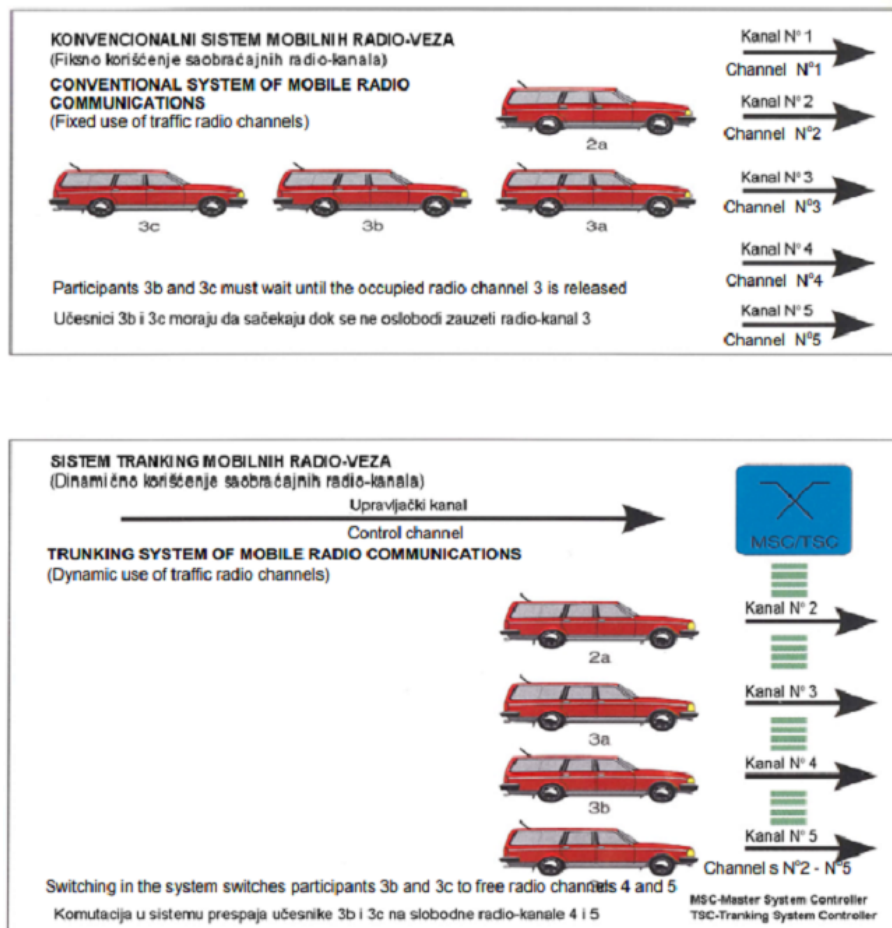 KONVENCIONALNI SISTEM MOBILNIH RADIO-VEZA
(Fiksno korišćenje saobraćajnih radio-kanala)
CONVENTIONAL SYSTEM OF MOBILE RADIO
COMMUNICATIONS
(Fixed use of traffic radio channels)
2a
3c
3b
3a
Participants 3b and 3c must wait until the occupied radio channel 3 is released
Učesnici 3b i 3c moraju da sačekaju dok se ne oslobodi zauzeti radio-kanal 3
Kanal N° 1
Channel N°1
Kanal N° 2
Channel N°2
Kanal N° 3
Channel N°3
Kanal N° 4
Channel N°4
Kanal N° 5
Channel N°5
SISTEM TRANKING MOBILNIH RADIO-VEZA
(Dinamično korišćenje saobraćajnih radio-kanala)
Upravljački kanal
Control channel
TRUNKING SYSTEM OF MOBILE RADIO COMMUNICATIONS
(Dynamic use of traffic radio channels)
MSC/TSC
Kanal N° 2
2a
Kanal N° 3
3a
Kanal N° 4
3b
Kanal N° 5
Channel s N°2 - N°5
Switching in the system switches participants 3b and 3c to free radio channels 4 and 5
Komutacija u sistemu prespaja učesnike 3b i 3c na slobodne radio-kanale 4 i 5
MSC-Master System Controller
TSC-Tranking System Controller